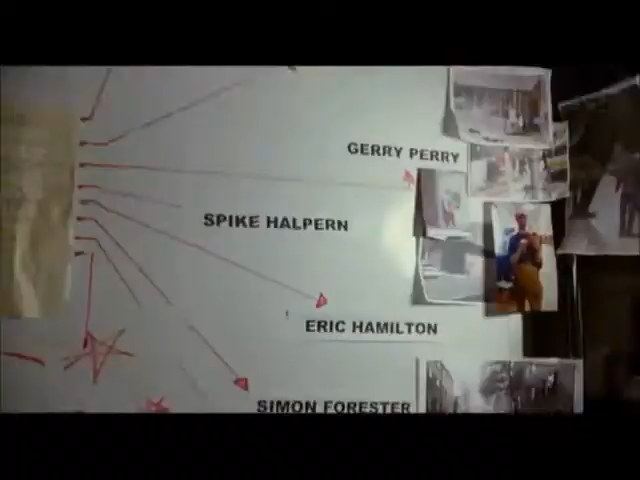 GERRY PERRY
SPIKE HALPERN
ERIC HAMILTON
SIMON FORESTER